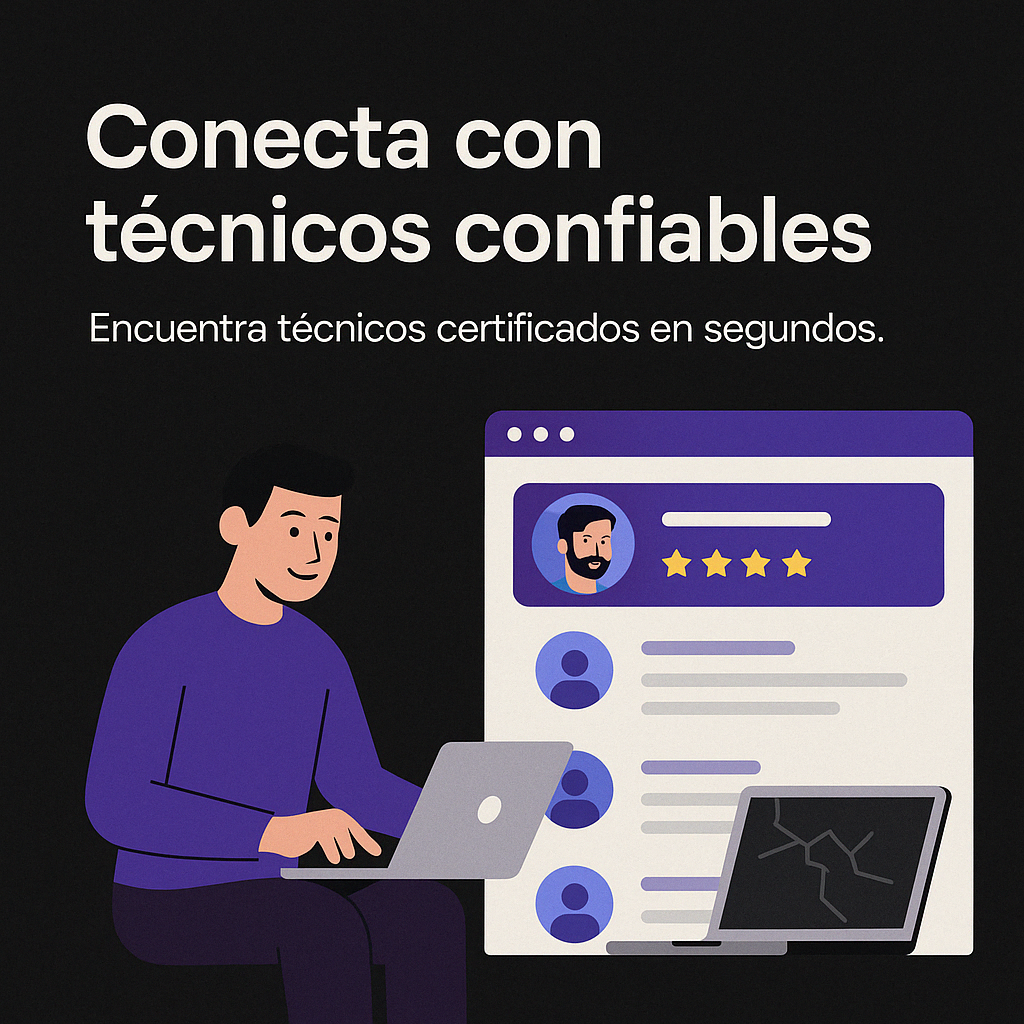 Conecta con
técnicos confiables
Encuentra técnicos certificados en segundos.